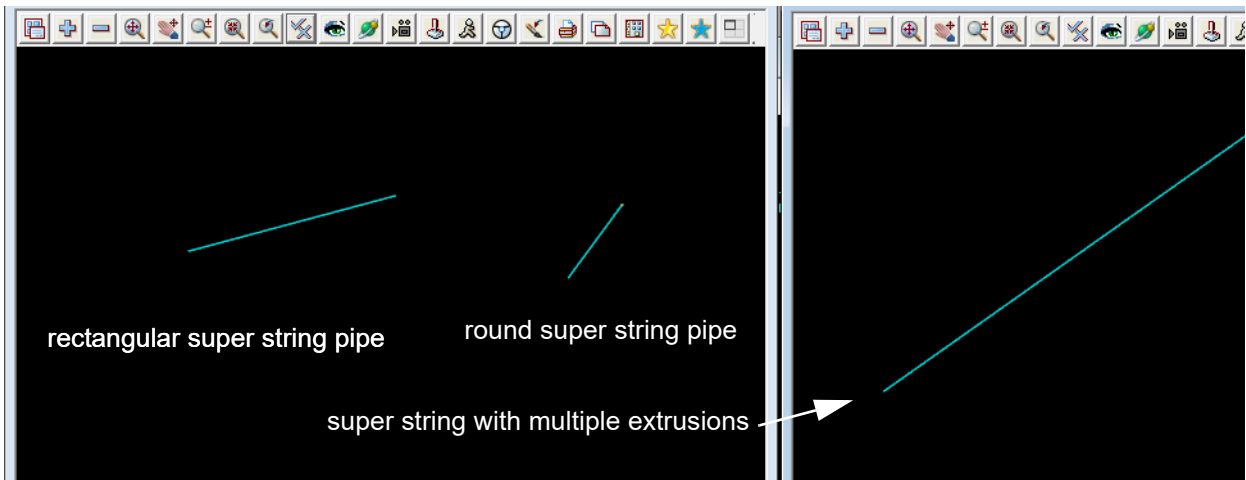 rectangular super string pipe
round super string pipe
super string with multiple extrusions